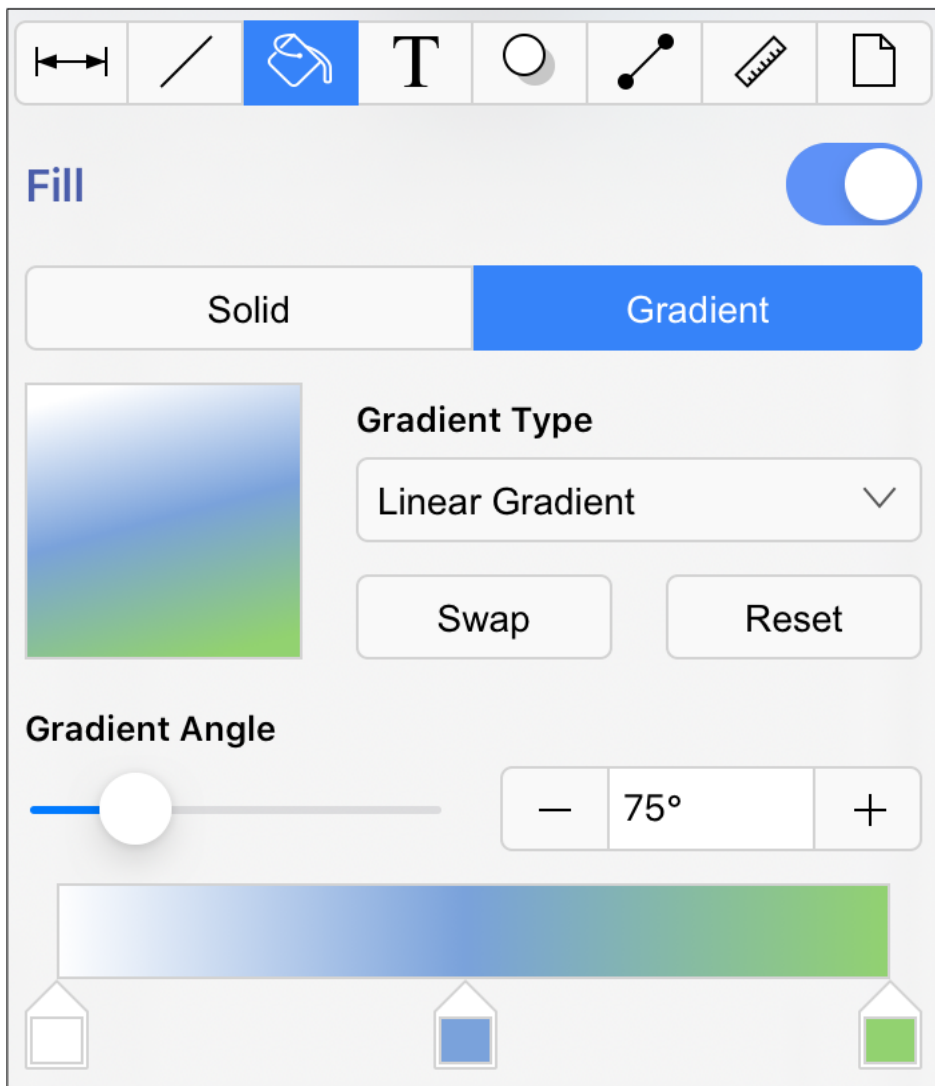 T
Fill
Solid
Gradient
Gradient Type
Linear Gradient
Swap
Reset
Gradient Angle
75°